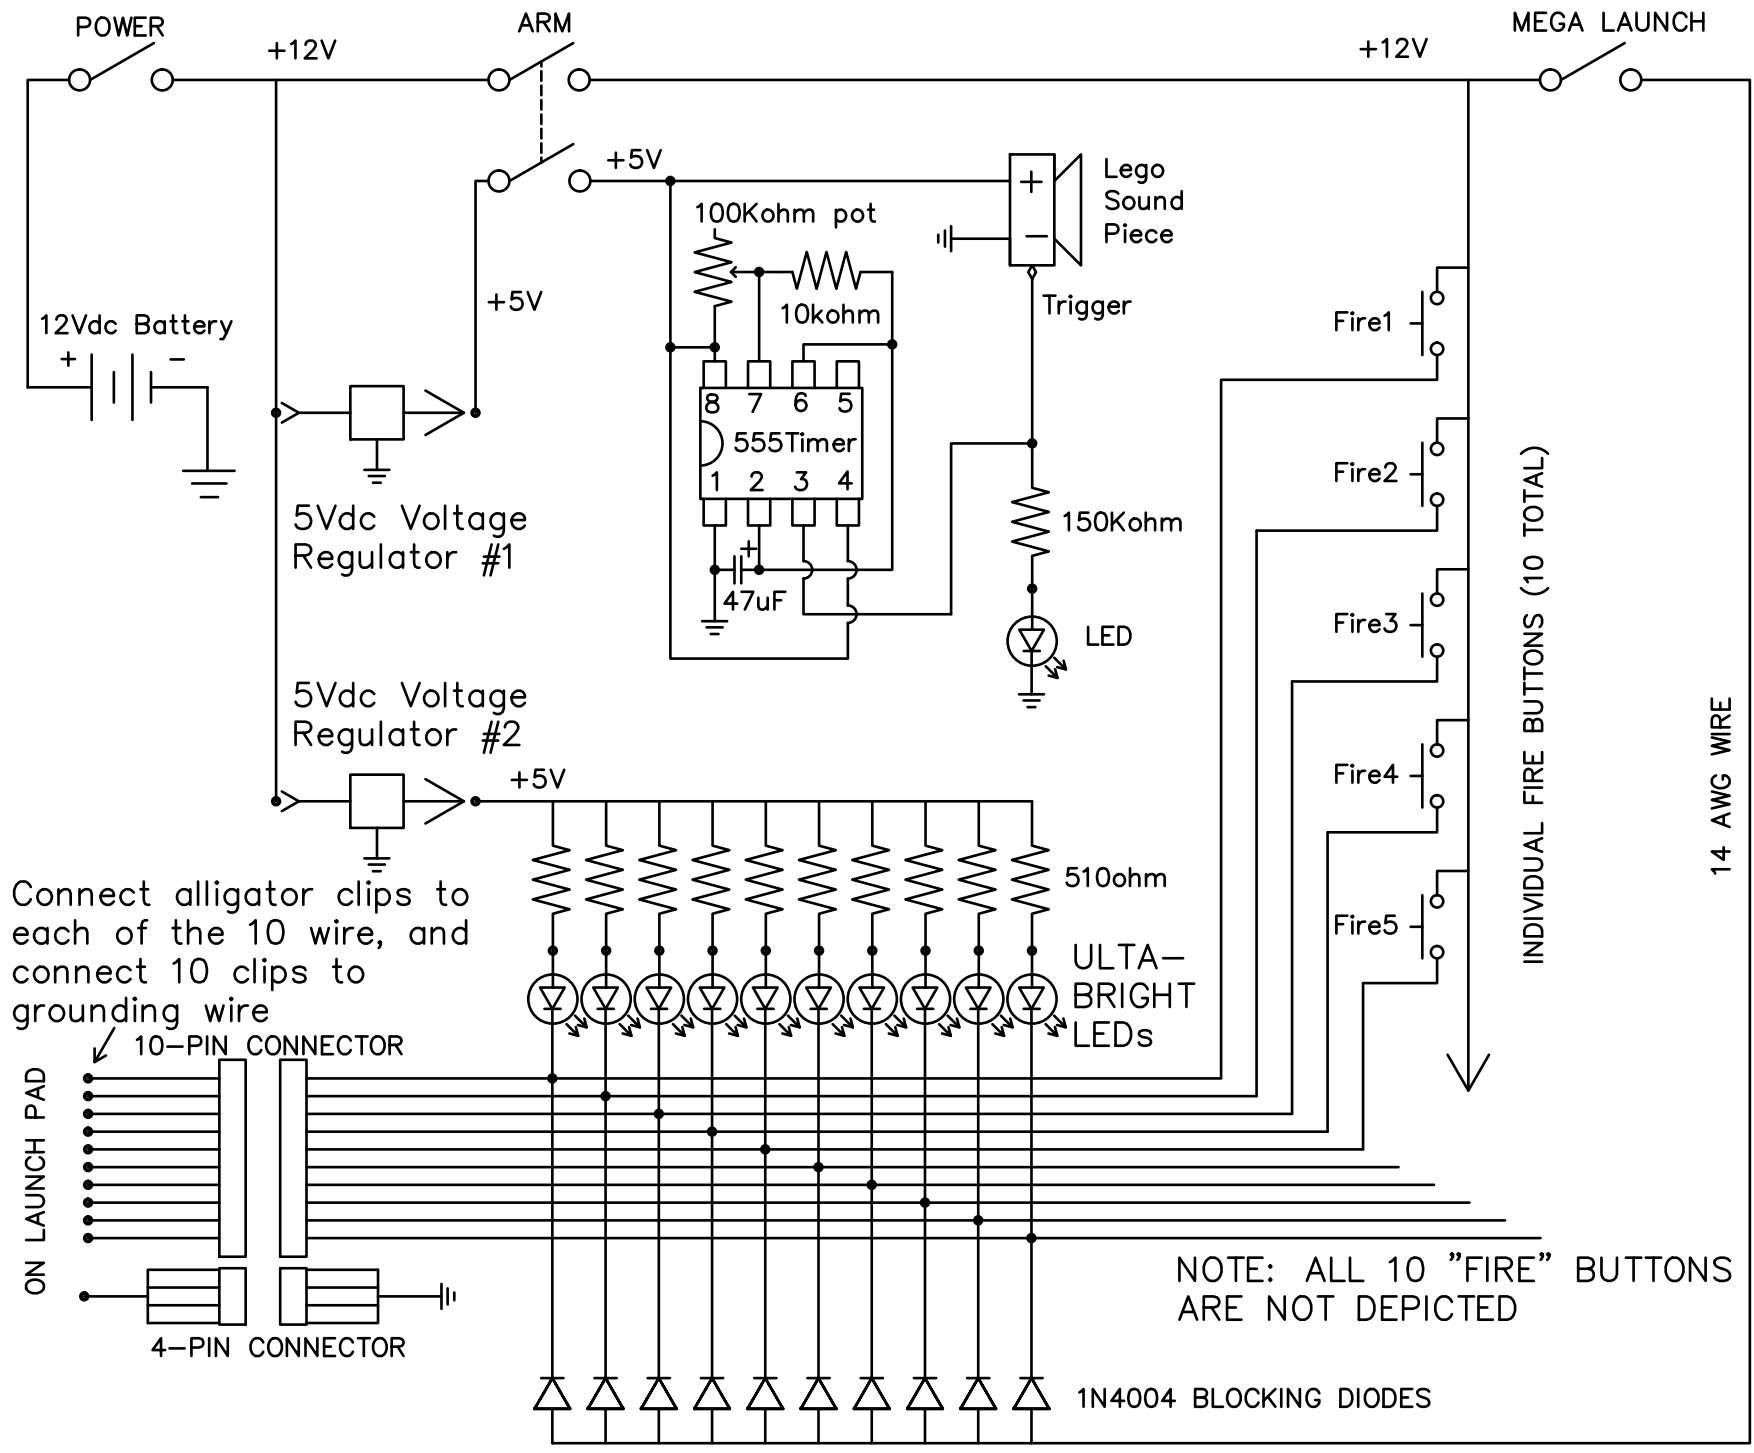 POWER
ARM
MEGA LAUNCH
+12V
+12V
+5V
Lego
Sound
Piece
+
−
100Kohm pot
+5V
10kohm
Trigger
12Vdc Battery
+ −
Fire1
8 7 6 5
555Timer
1 2 3 4
Fire2
INDIVIDUAL FIRE BUTTONS (10 TOTAL)
5Vdc Voltage
Regulator #1
150Kohm
+
47uF
Fire3
LED
5Vdc Voltage
Regulator #2
14 AWG WIRE
+5V
Fire4
510ohm
Connect alligator clips to
each of the 10 wire, and
connect 10 clips to
grounding wire
Fire5
ULTA-
BRIGHT
LEDs
10-PIN CONNECTOR
ON LAUNCH PAD
NOTE: ALL 10 "FIRE" BUTTONS
ARE NOT DEPICTED
4-PIN CONNECTOR
1N4004 BLOCKING DIODES